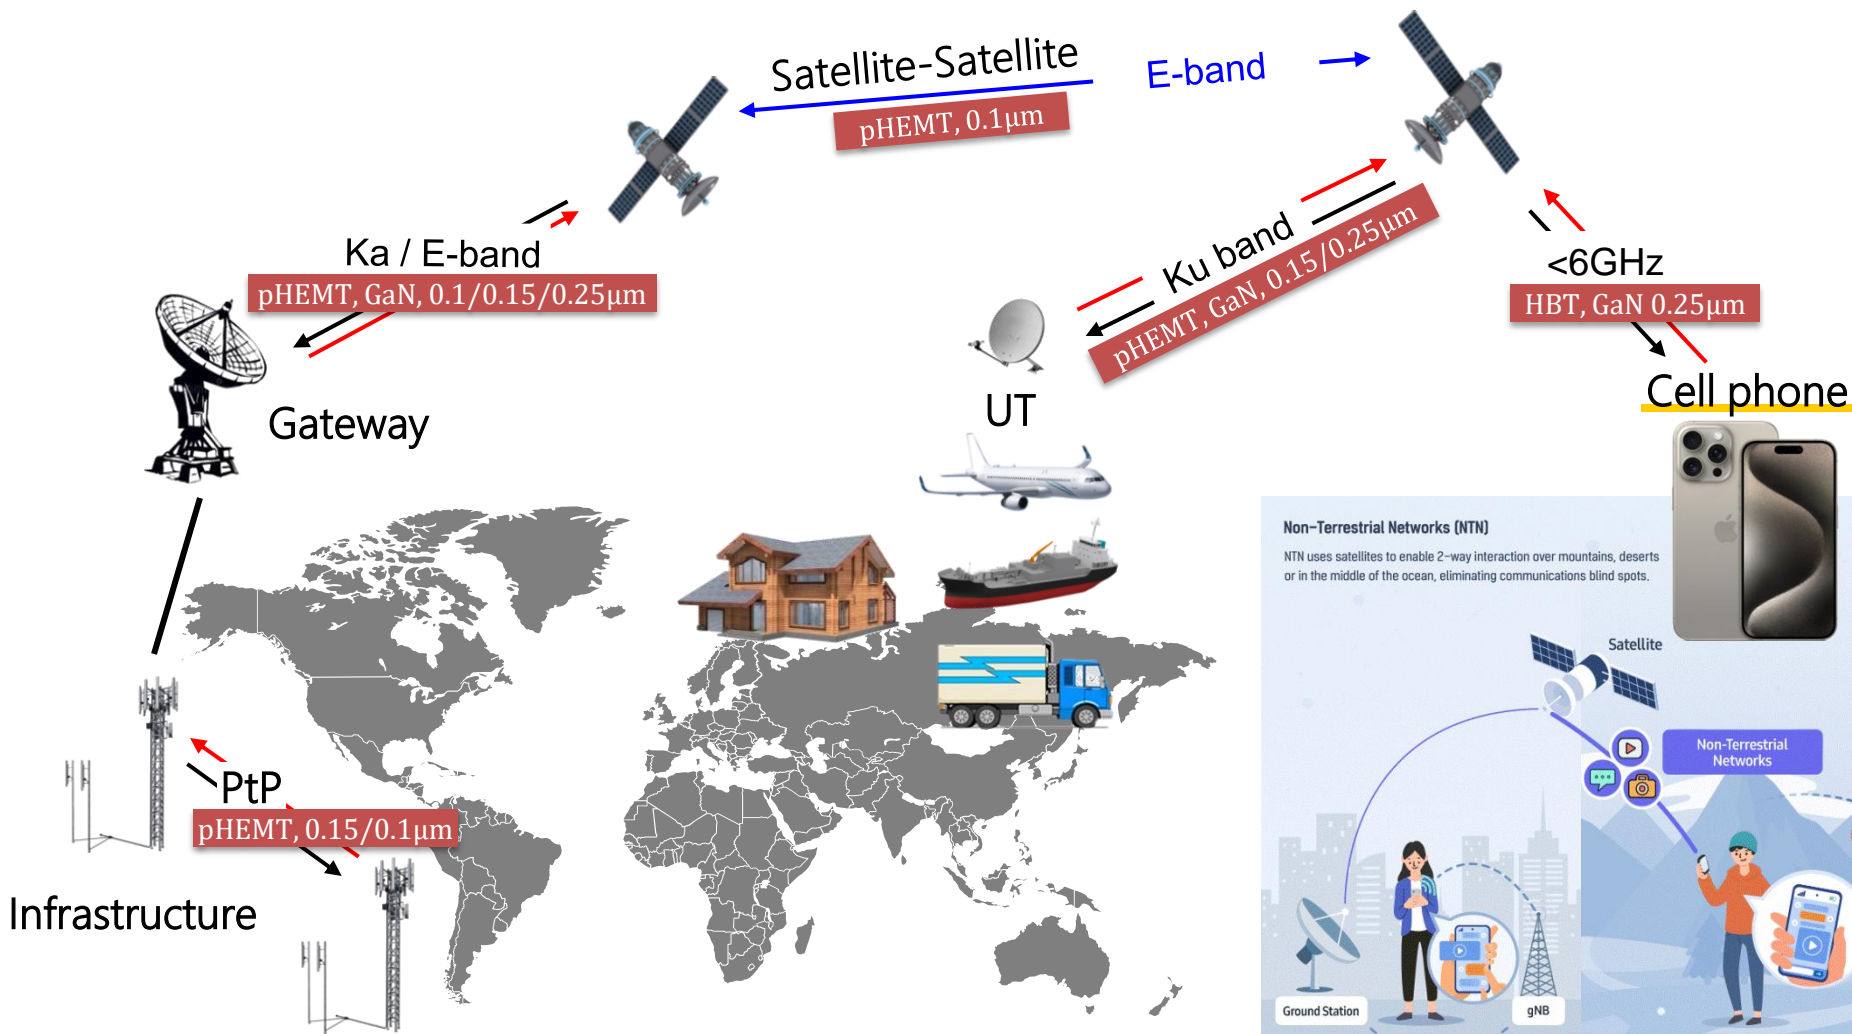 Satellite-Satellite
E-band
pHEMT, 0.1μm
Ka / E-band
pHEMT, GaN, 0.1/0.15/0.25μm
Ku band
pHEMT, GaN, 0.15/0.25μm
<6GHz
HBT, GaN 0.25μm
Gateway
UT
Cell phone
Non-Terrestrial Networks (NTN)
NTN uses satellites to enable 2-way interaction over mountains, deserts
or in the middle of the ocean, eliminating communications blind spots.
Satellite
Non-Terrestrial
Networks
PtP
pHEMT, 0.15/0.1μm
Infrastructure
Ground Station
gNB